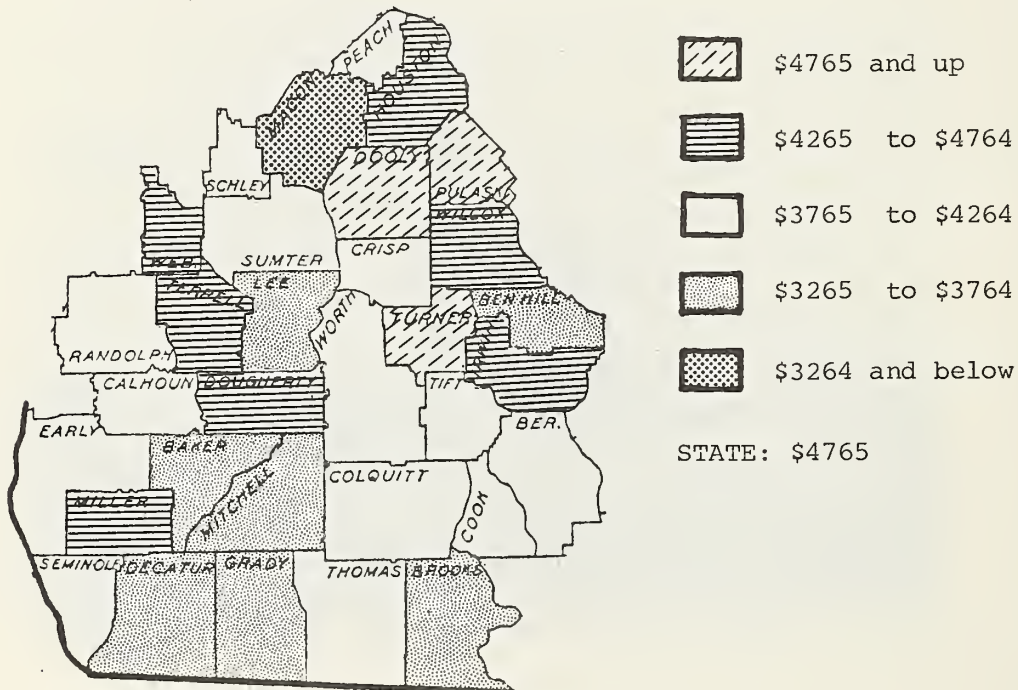 PEACH
HOUSTON
MACON
DOOLY
SCHLEY
PULASKI
WILCOX
CRISP
WEB.
SUMTER
LEE
TERRELL
BEN HILL
WORTH
TURNER
IRWIN
RANDOLPH
CALHOUN
DOUGHERTY
TIFT
EARLY
BAKER
BER.
MITCHELL
COLQUITT
MILLER
COOK
SEMINOLE
DECATUR
GRADY
THOMAS
BROOKS
$4765 and up
$4265 to $4764
$3765 to $4264
$3265 to $3764
$3264 and below
STATE: $4765